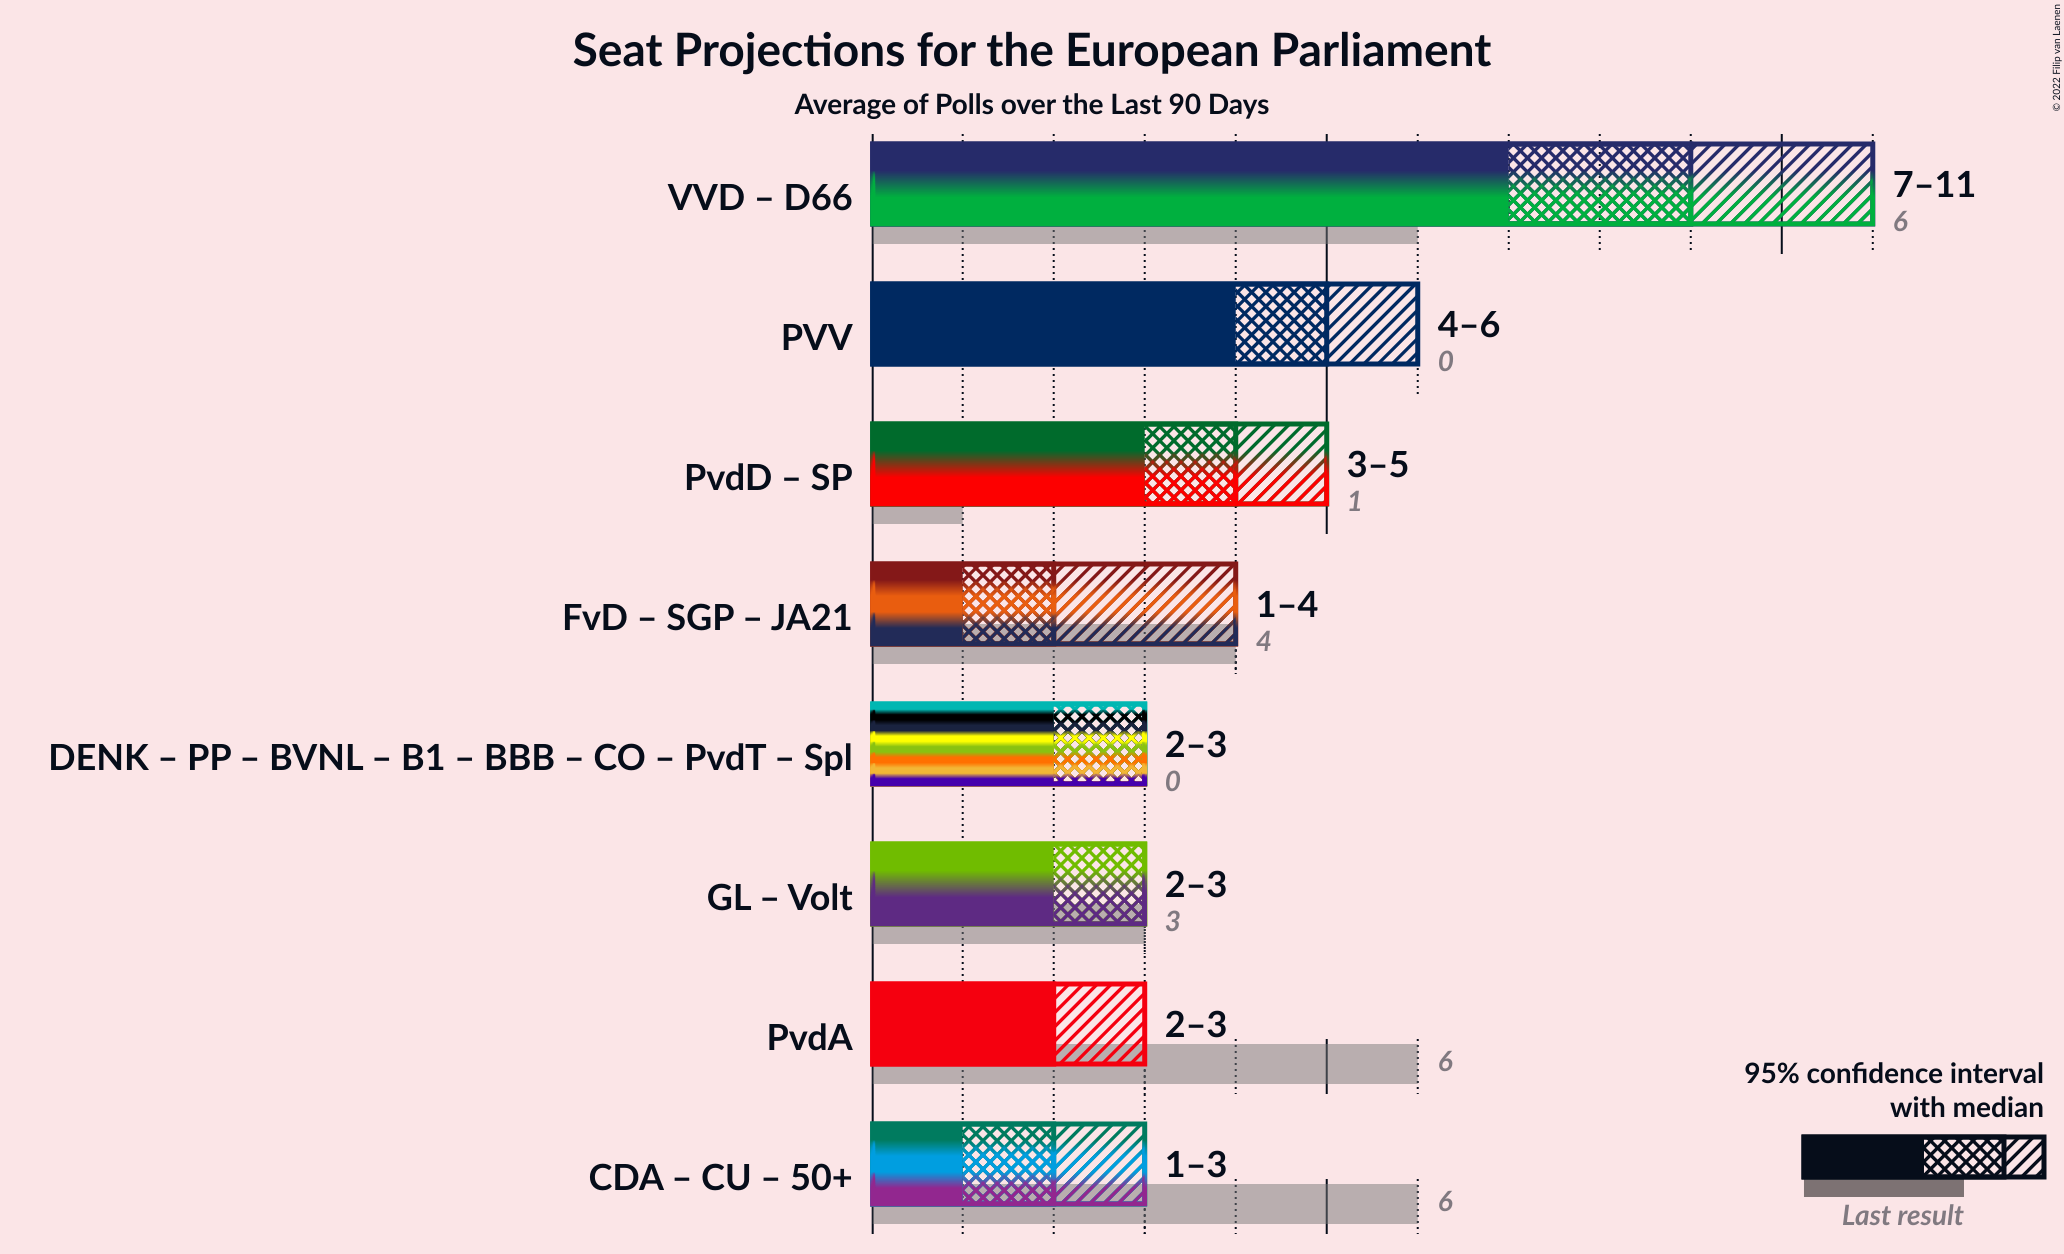 Seat Projections for the European Parliament
Average of Polls over the Last 90 Days
© 2022 Filip van Laenen
VVD – D66
7–11
6
PVV
4–6
0
PvdD – SP
3–5
1
FvD – SGP – JA21
1–4
4
DENK – PP – BVNL – B1 – BBB – CO – PvdT – Spl
2–3
0
GL – Volt
2–3
3
PvdA
2–3
6
CDA – CU – 50+
1–3
6
95% confidence interval
with median
Last result